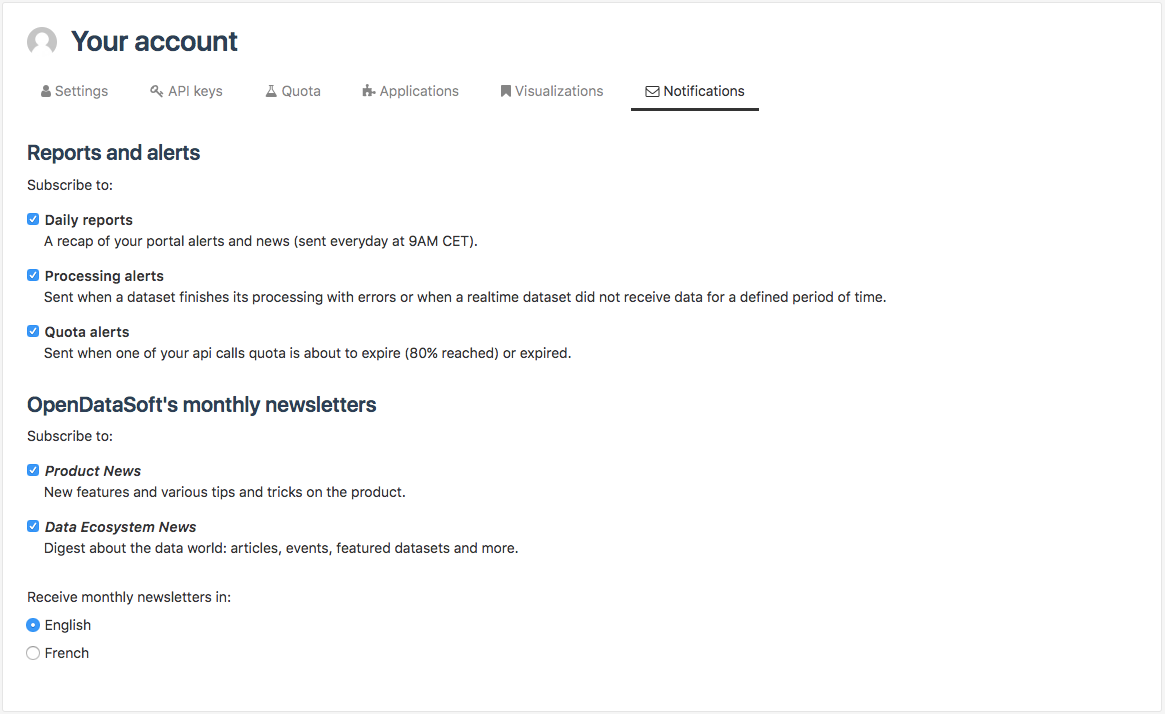 Your account
Settings API keys Quota Applications Visualizations Notifications
Reports and alerts
Subscribe to:
Daily reports
A recap of your portal alerts and news (sent everyday at 9AM CET).
Processing alerts
Sent when a dataset finishes its processing with errors or when a realtime dataset did not receive data for a defined period of time.
Quota alerts
Sent when one of your api calls quota is about to expire (80% reached) or expired.
OpenDataSoft's monthly newsletters
Subscribe to:
Product News
New features and various tips and tricks on the product.
Data Ecosystem News
Digest about the data world: articles, events, featured datasets and more.
Receive monthly newsletters in:
English
French